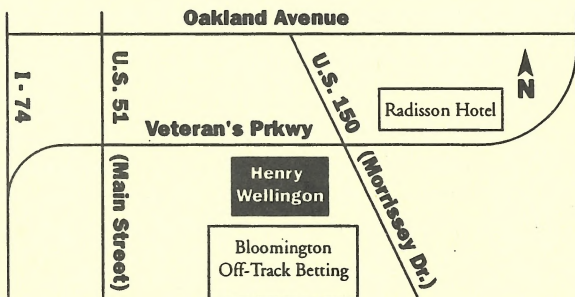 Oakland Avenue
I-74
U.S. 51
(Main Street)
U.S. 150
(Morrissey Dr.)
N
Radisson Hotel
Veteran's Prkwy
Henry
Wellingon
Bloomington
Off-Track Betting